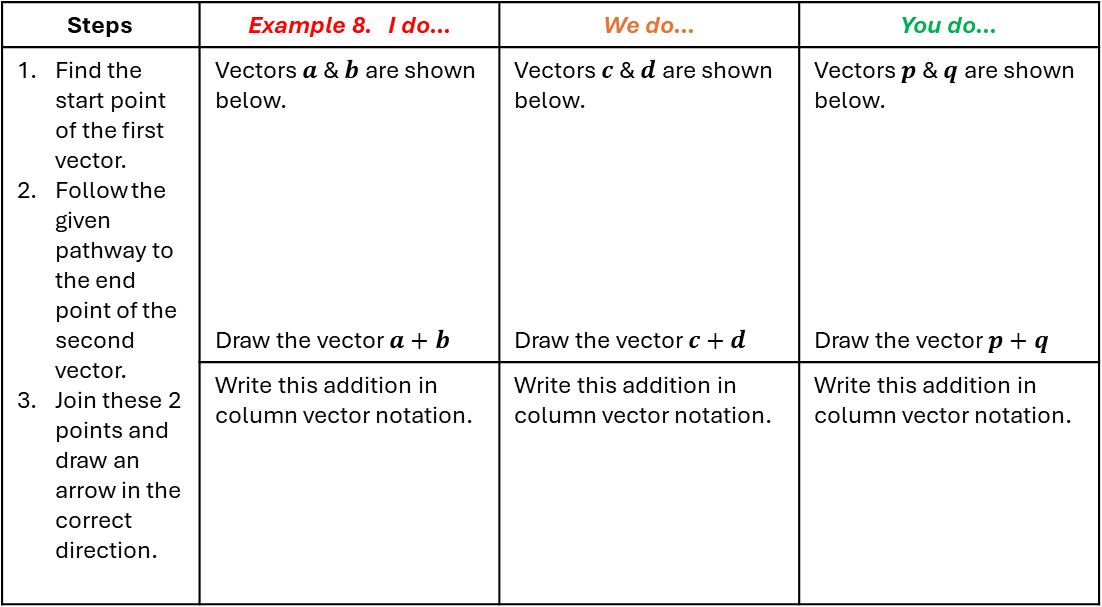 Steps
Example 8.   I do...
We do...
You do...
1. Find the
start point
of the first
vector.
2. Follow the
given
pathway to
the end
point of the
second
vector.
3. Join these 2
points and
draw an
arrow in the
correct
direction.
Vectors a & b are shown
below.
Draw the vector a + b
Vectors c & d are shown
below.
Draw the vector c + d
Vectors p & q are shown
below.
Draw the vector p + q
Write this addition in
column vector notation.
Write this addition in
column vector notation.
Write this addition in
column vector notation.